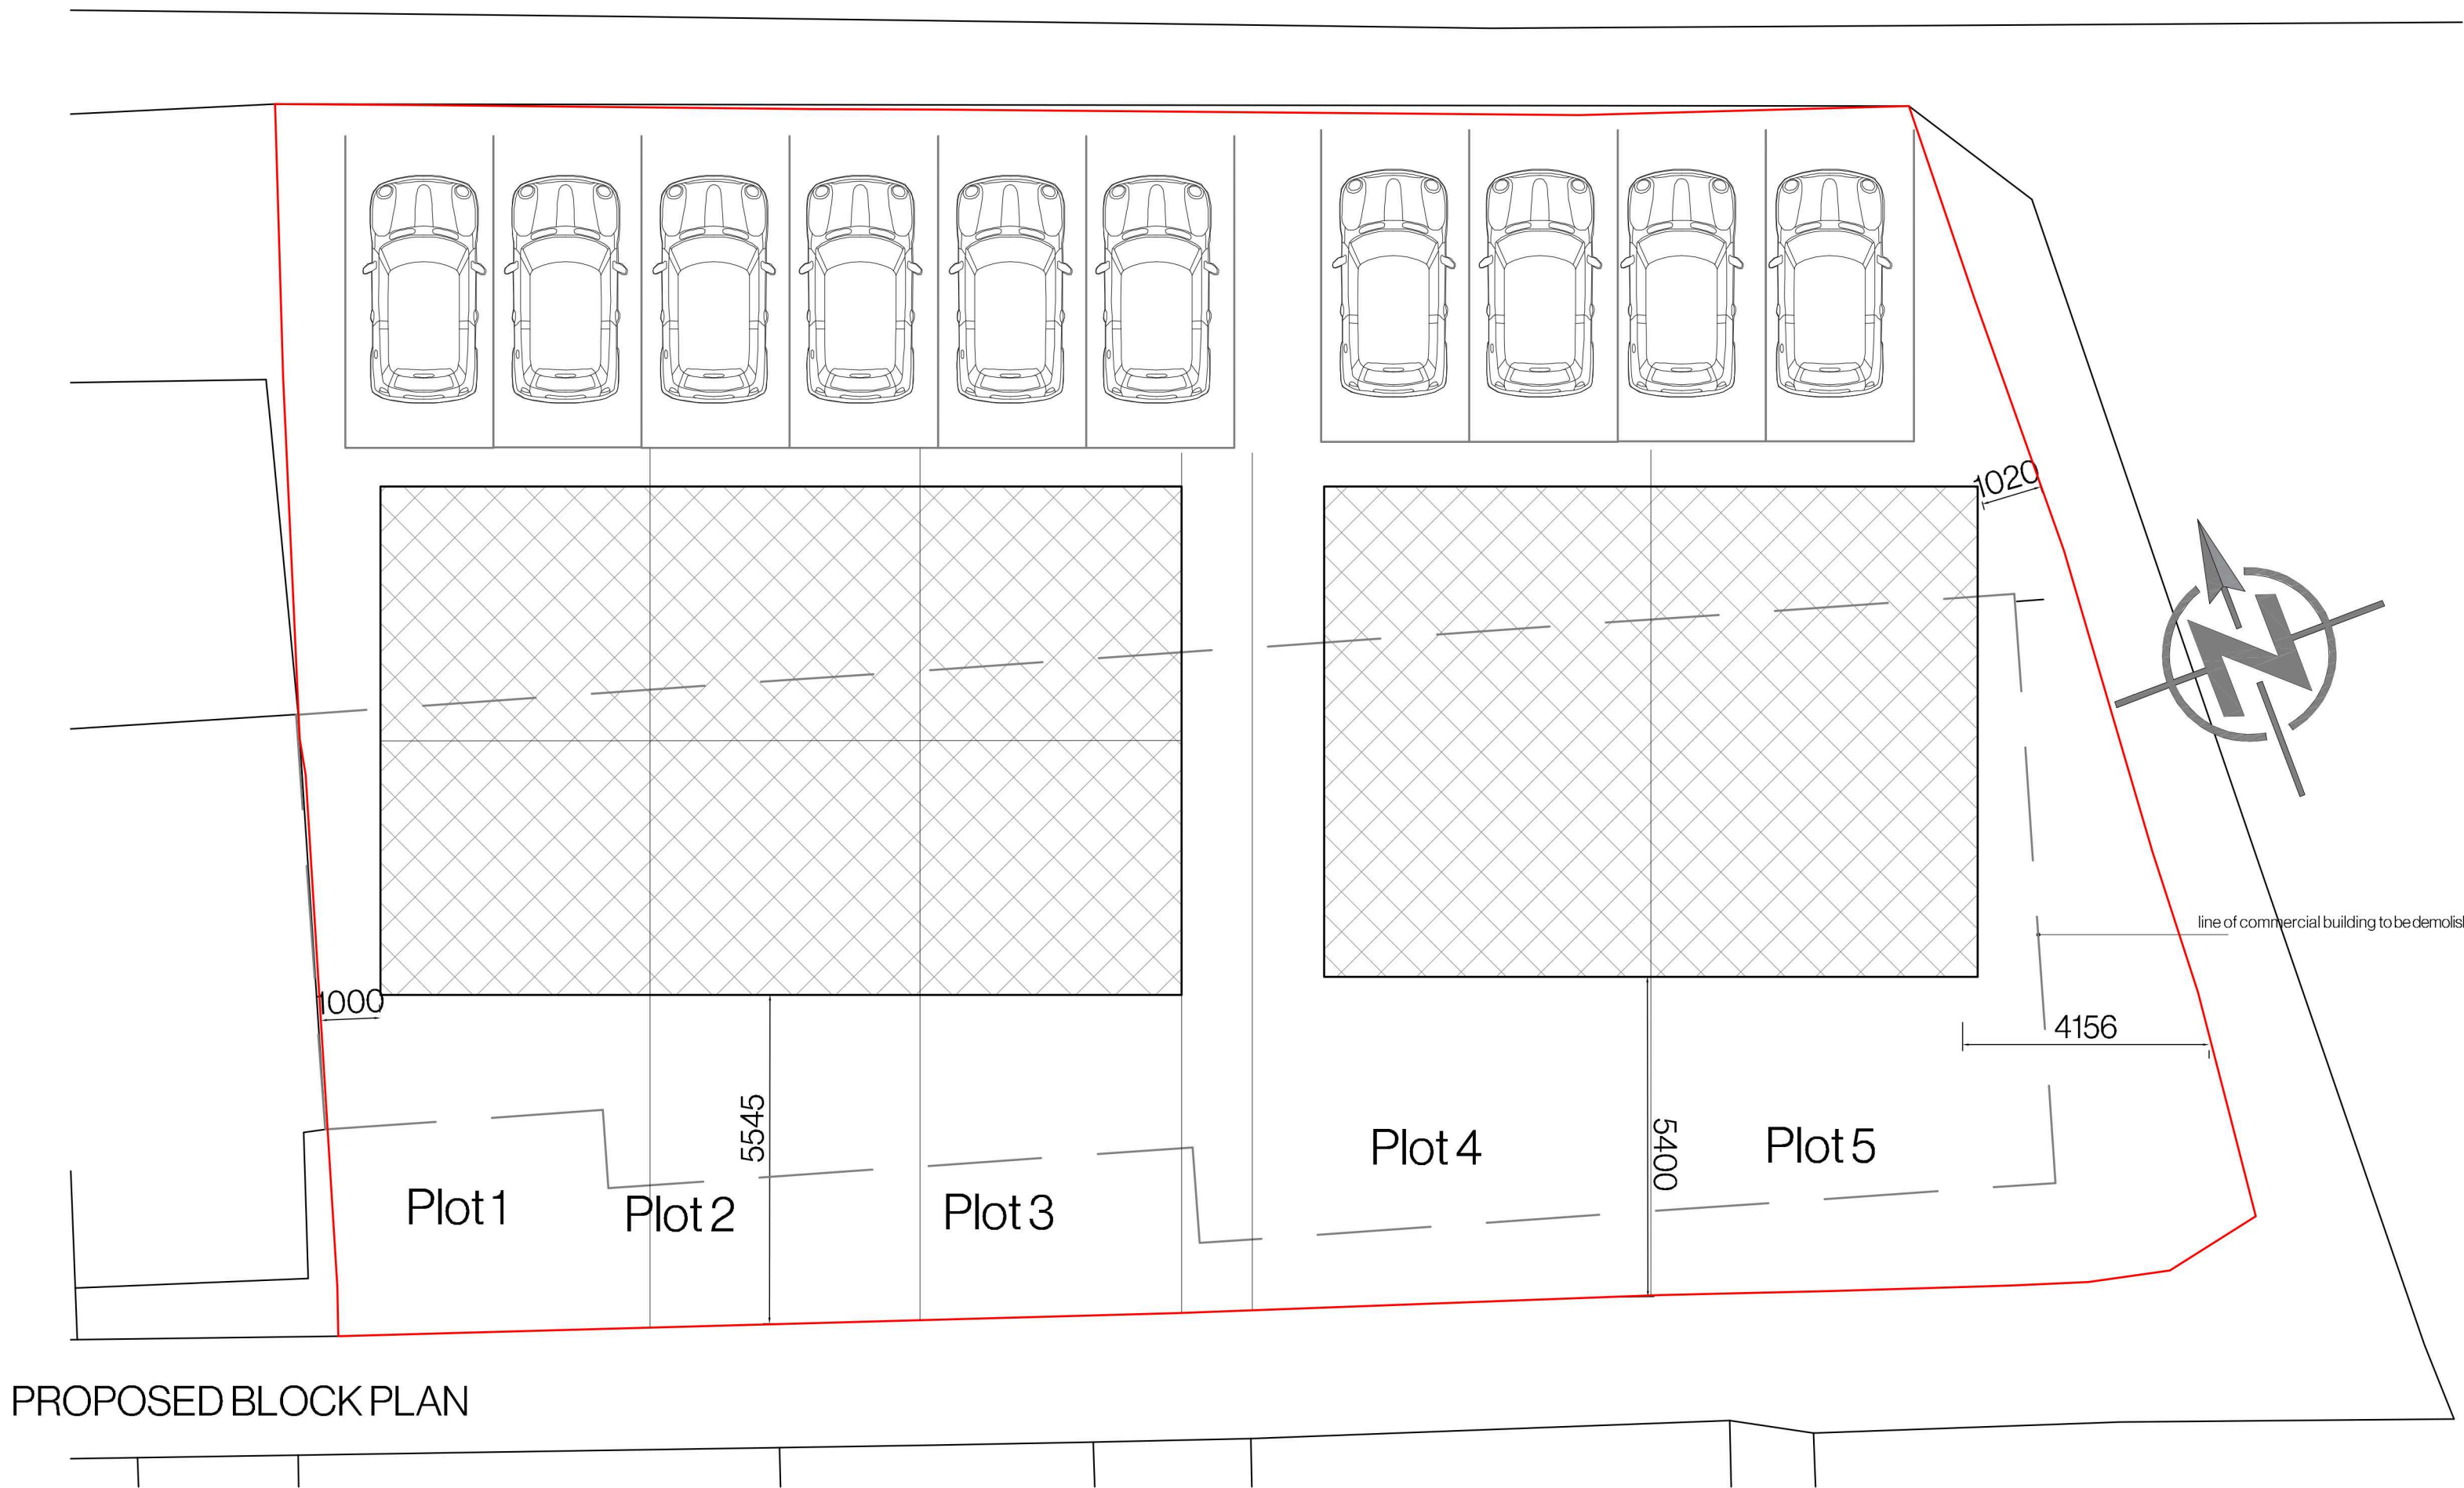 1020
N
line of commercial building to be
1000
4156
5545
5400
Plot 4
Plot 5
Plot 1
Plot 2
Plot 3
PROPOSED BLOCK PLAN